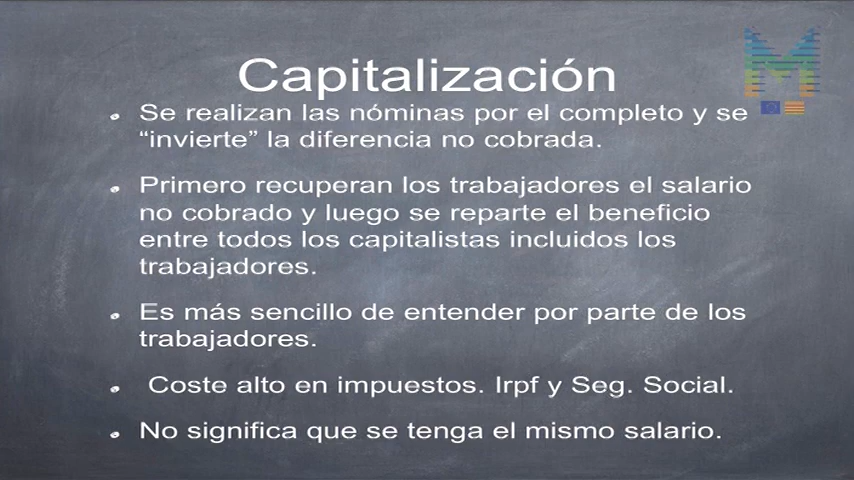 Capitalización
Se realizan las nóminas por el completo y se
“invierte” la diferencia no cobrada.
Primero recuperan los trabajadores el salario
no cobrado y luego se reparte el beneficio
entre todos los capitalistas incluidos los
trabajadores.
Es más sencillo de entender por parte de los
trabajadores.
Coste alto en impuestos. Irpf y Seg. Social.
No significa que se tenga el mismo salario.